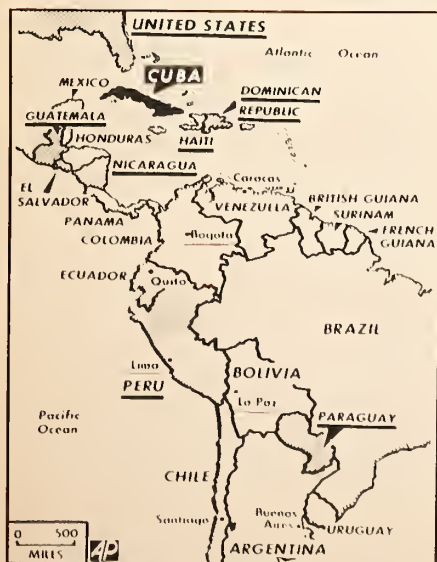 UNITED STATES
Atlantic Ocean
CUBA
MEXICO
DOMINICAN
REPUBLIC
GUATEMALA
HONDURAS
HAITI
NICARAGUA
EL
SALVADOR
Caracas
VENEZULLA
BRITISH GUIANA
SURINAM
FRENCH
GUIANA
PANAMA
COLOMBIA
Bogota
ECUADOR
Quito
BRAZIL
Lima
PERU
BOLIVIA
La Paz
Pacific
Ocean
PARAGUAY
CHILE
Santiago
Buenos
Aires
URUGUAY
ARGENTINA
0 500
MILES
AP